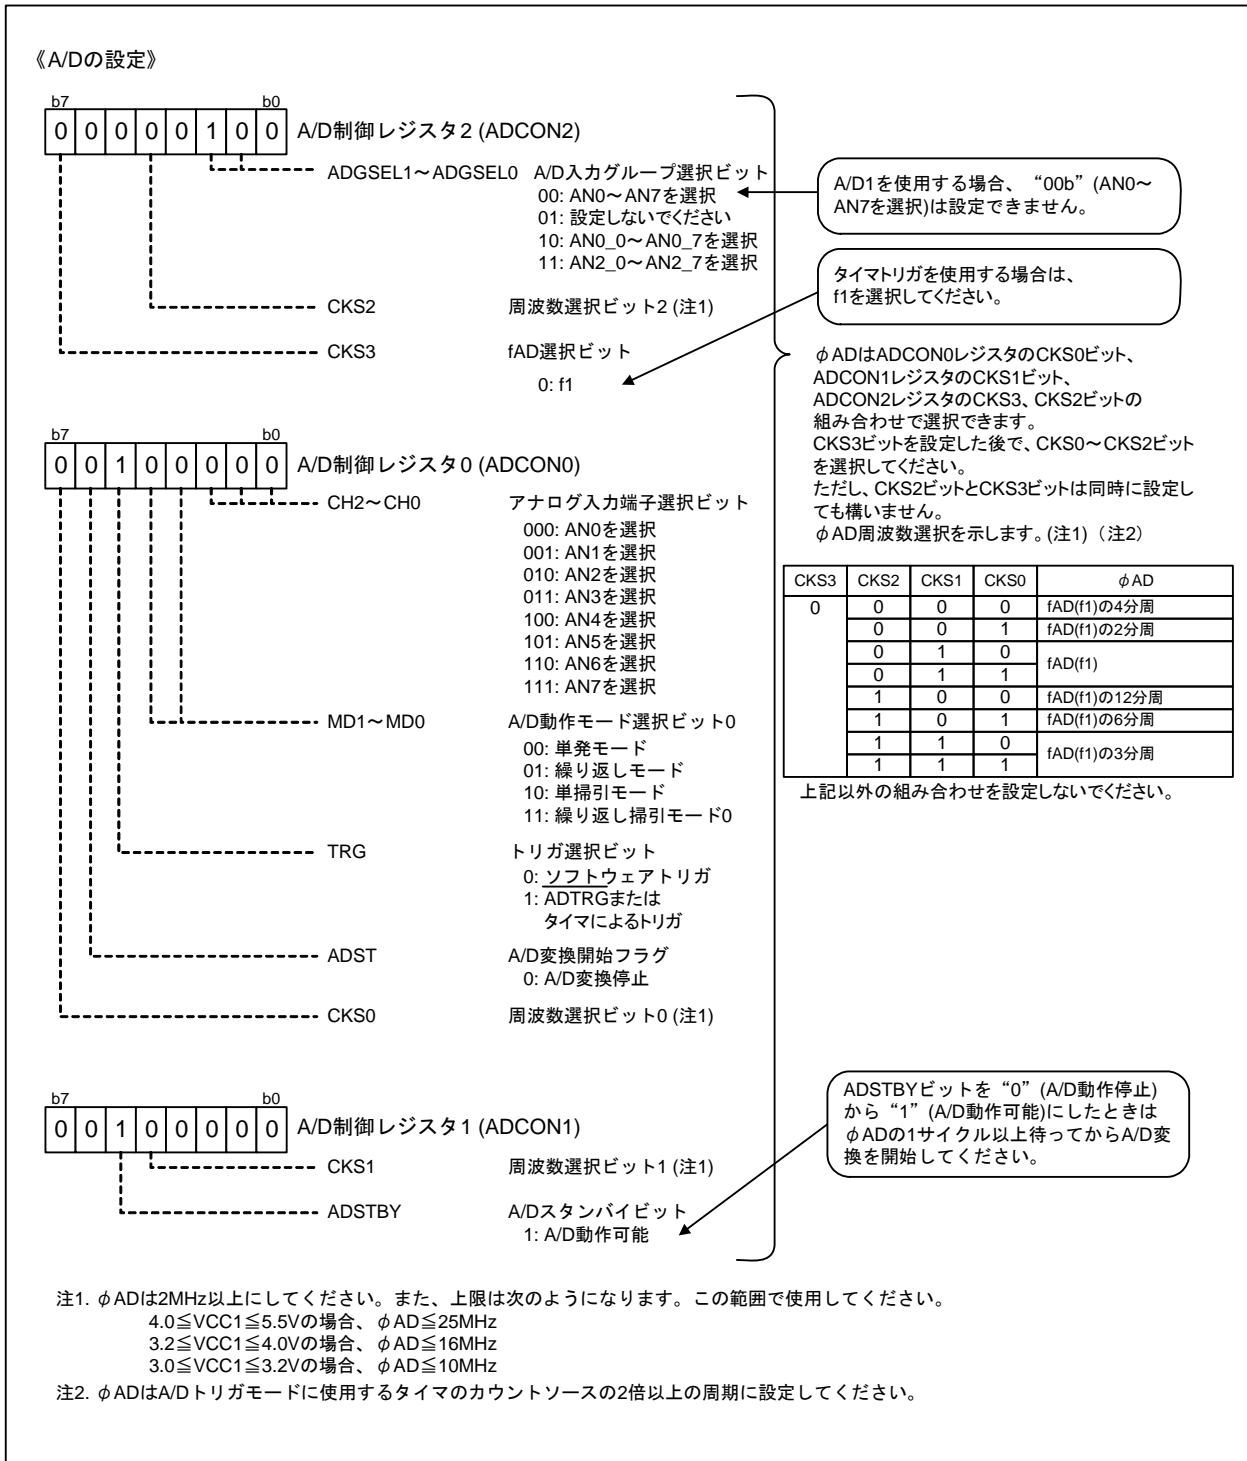 《A/Dの設定》
b7 b0
0 0 0 0 0 1 0 0 A/D制御レジスタ2 (ADCON2)
ADGSEL1～ADGSEL0 A/D入力グループ選択ビット
00: AN0～AN7を選択
01: 設定しないでください
10: AN0_0～AN0_7を選択
11: AN2_0～AN2_7を選択
CKS2 周波数選択ビット2 (注1)
CKS3 fAD選択ビット
0: f1
A/D1を使用する場合、“00b”(AN0～
AN7を選択)は設定できません。
タイマトリガを使用する場合は、
f1を選択してください。
b7 b0
0 0 1 0 0 0 0 0 A/D制御レジスタ0 (ADCON0)
CH2～CH0 アナログ入力端子選択ビット
000: AN0を選択
001: AN1を選択
010: AN2を選択
011: AN3を選択
100: AN4を選択
101: AN5を選択
110: AN6を選択
111: AN7を選択
MD1～MD0 A/D動作モード選択ビット0
00: 単発モード
01: 繰り返しモード
10: 単掃引モード
11: 繰り返し掃引モード0
TRG トリガ選択ビット
0: ソフトウェアトリガ
1: ADTRGまたは
タイマによるトリガ
ADST A/D変換開始フラグ
0: A/D変換停止
CKS0 周波数選択ビット0 (注1)
φADはADCON0レジスタのCKS0ビット、
ADCON1レジスタのCKS1ビット、
ADCON2レジスタのCKS3、CKS2ビットの
組み合わせで選択できます。
CKS3ビットを設定した後で、CKS0～CKS2ビット
を選択してください。
ただし、CKS2ビットとCKS3ビットは同時に設定し
ても構いません。
φAD周波数選択を示します。(注1)（注2）
CKS3 CKS2 CKS1 CKS0 φAD
0 0 0 0 fAD(f1)の4分周
0 0 1 fAD(f1)の2分周
0 1 0 fAD(f1)
0 1 1
1 0 0 fAD(f1)の12分周
1 0 1 fAD(f1)の6分周
1 1 0 fAD(f1)の3分周
1 1 1
上記以外の組み合わせを設定しないでください。
b7 b0
0 0 1 0 0 0 0 0 A/D制御レジスタ1 (ADCON1)
CKS1 周波数選択ビット1 (注1)
ADSTBY A/Dスタンバイビット
1: A/D動作可能
ADSTBYビットを“0”(A/D動作停止)
から“1”(A/D動作可能)にしたときは
φADの1サイクル以上待ってからA/D変
換を開始してください。
注1. φADは2MHz以上にしてください。また、上限は次のようになります。この範囲で使用してください。
4.0≦VCC1≦5.5Vの場合、φAD≦25MHz
3.2≦VCC1≦4.0Vの場合、φAD≦16MHz
3.0≦VCC1≦3.2Vの場合、φAD≦10MHz
注2. φADはA/Dトリガモードに使用するタイマのカウントソースの2倍以上の周期に設定してください。